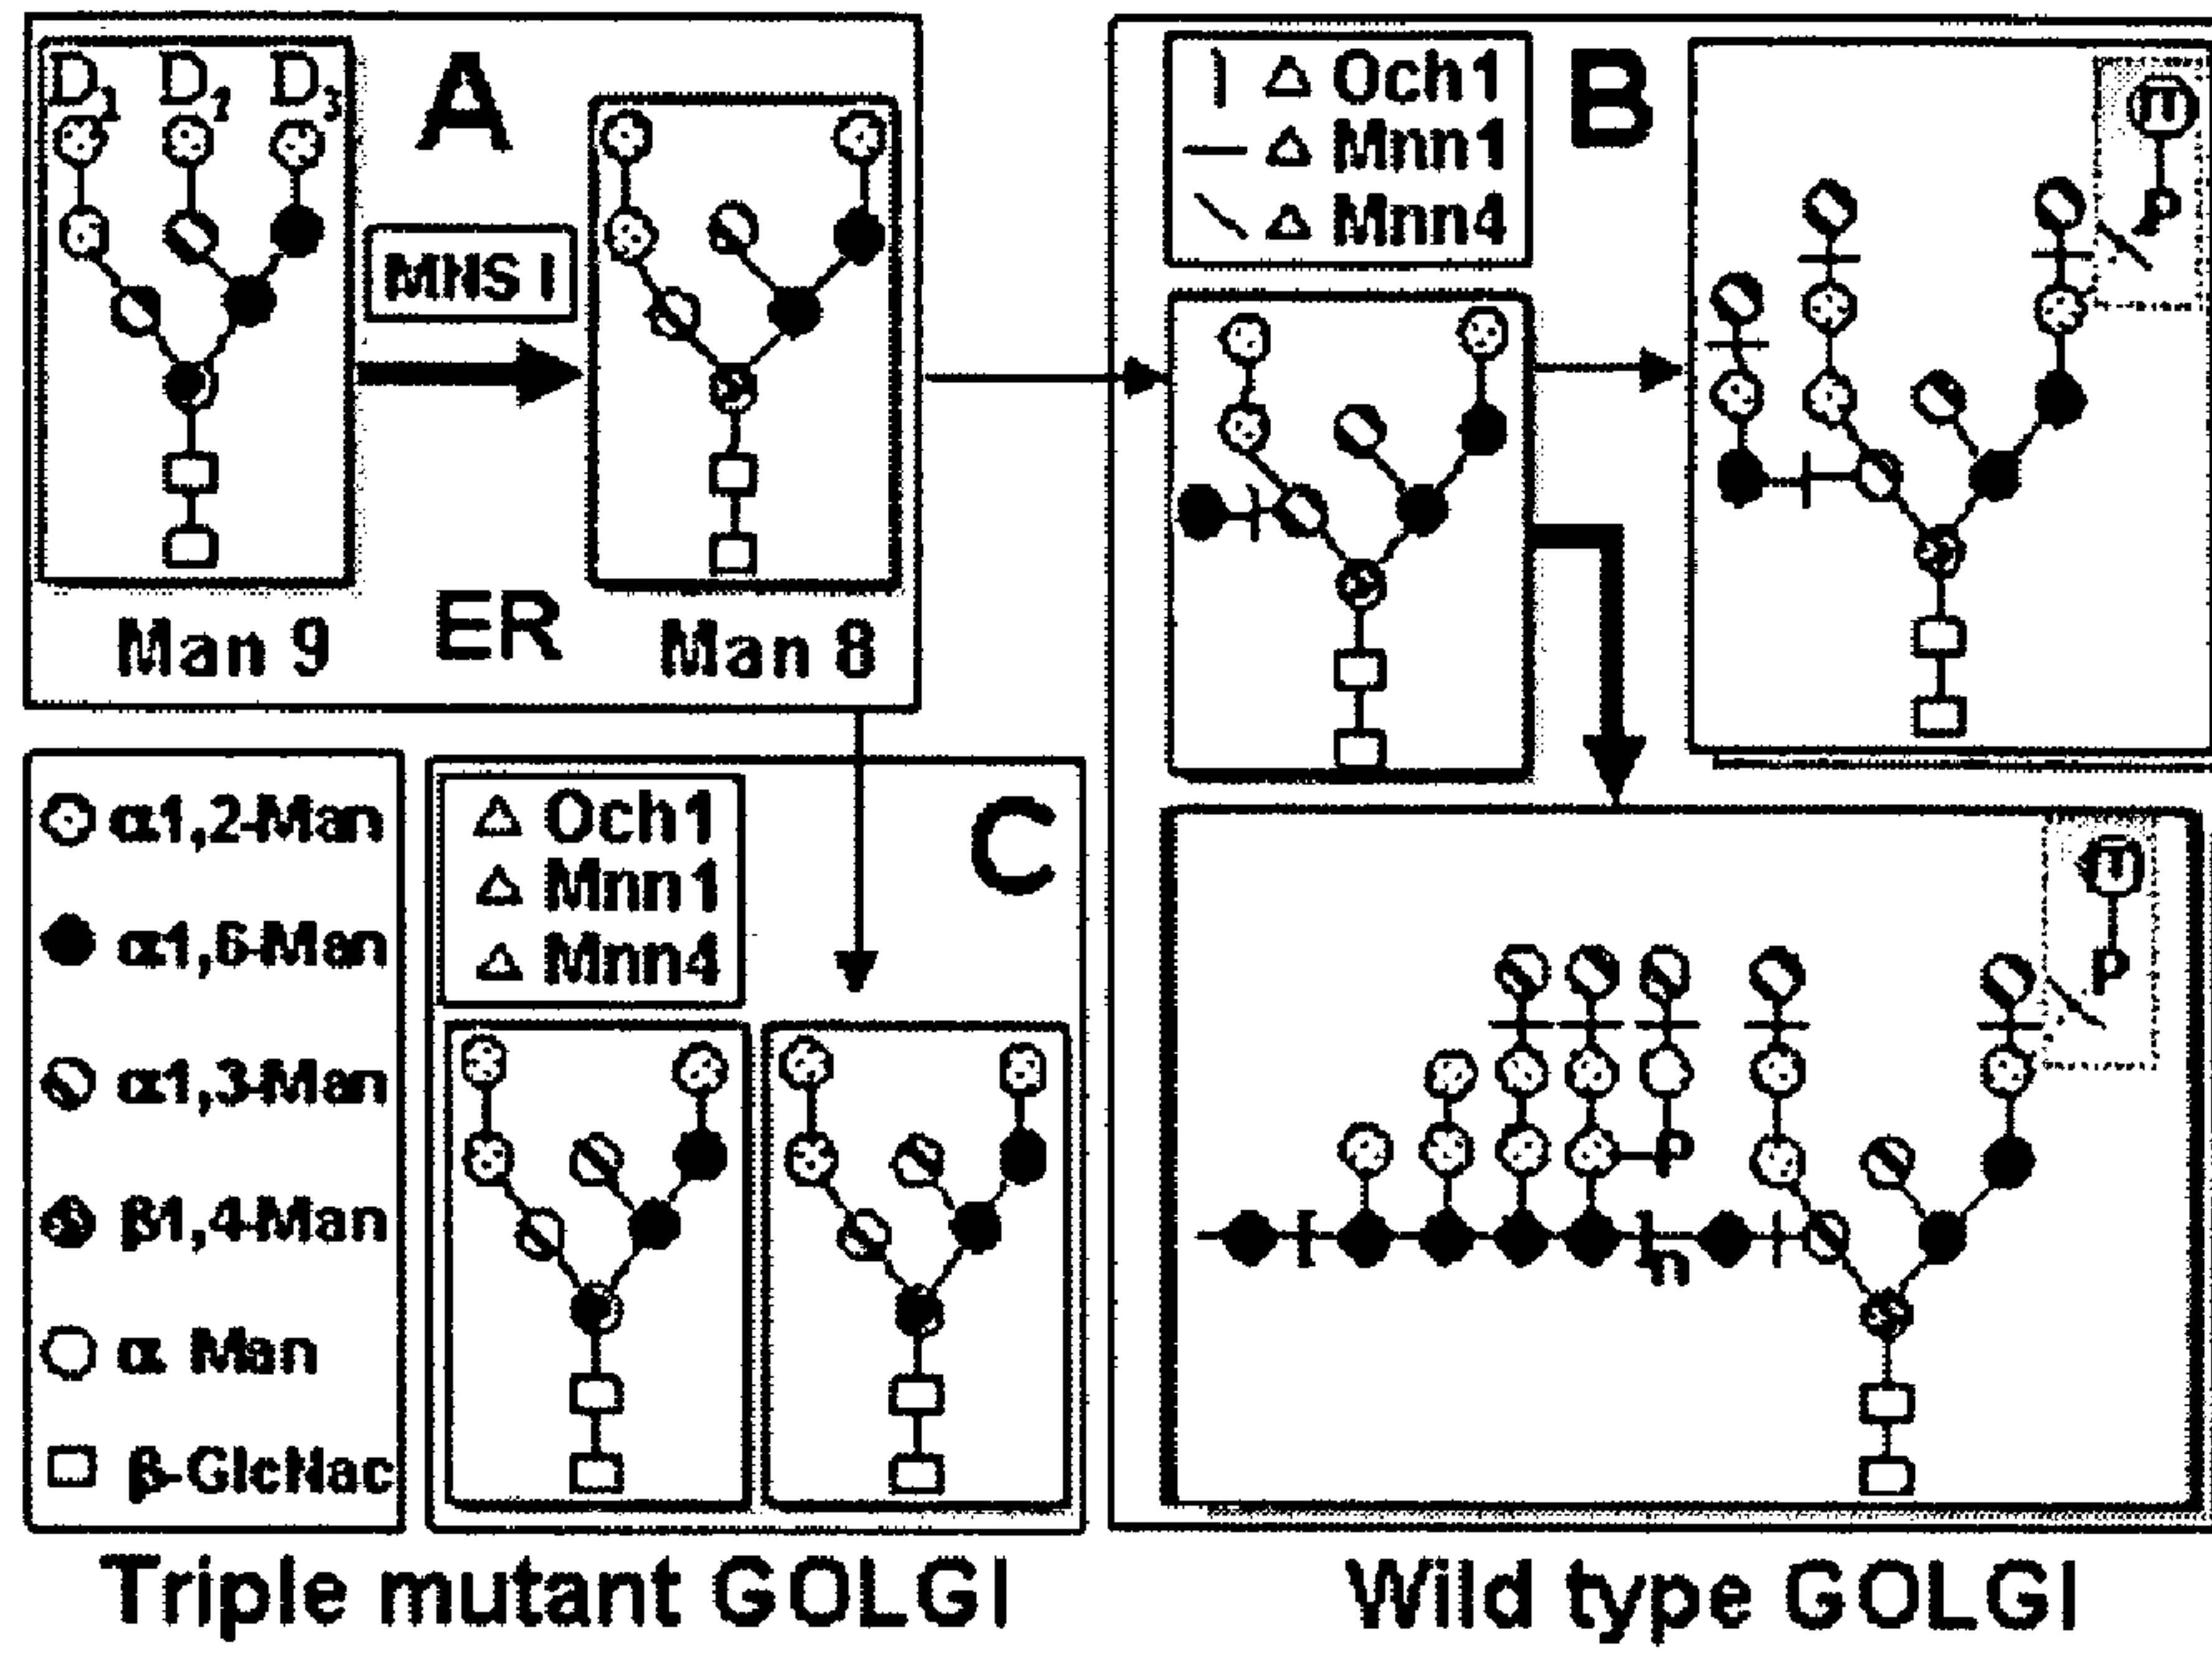 D1 D1 D3
A
MNS I
Man 9
ER
Man 8
△ Och1
△ Mnn1
△ Mnn4
B
P
α1,2-Man
α1,6-Man
α1,3-Man
β1,4-Man
α Man
β-GlcNac
△ Och1
△ Mnn1
△ Mnn4
C
P
P
n
Triple mutant GOLGI
Wild type GOLGI